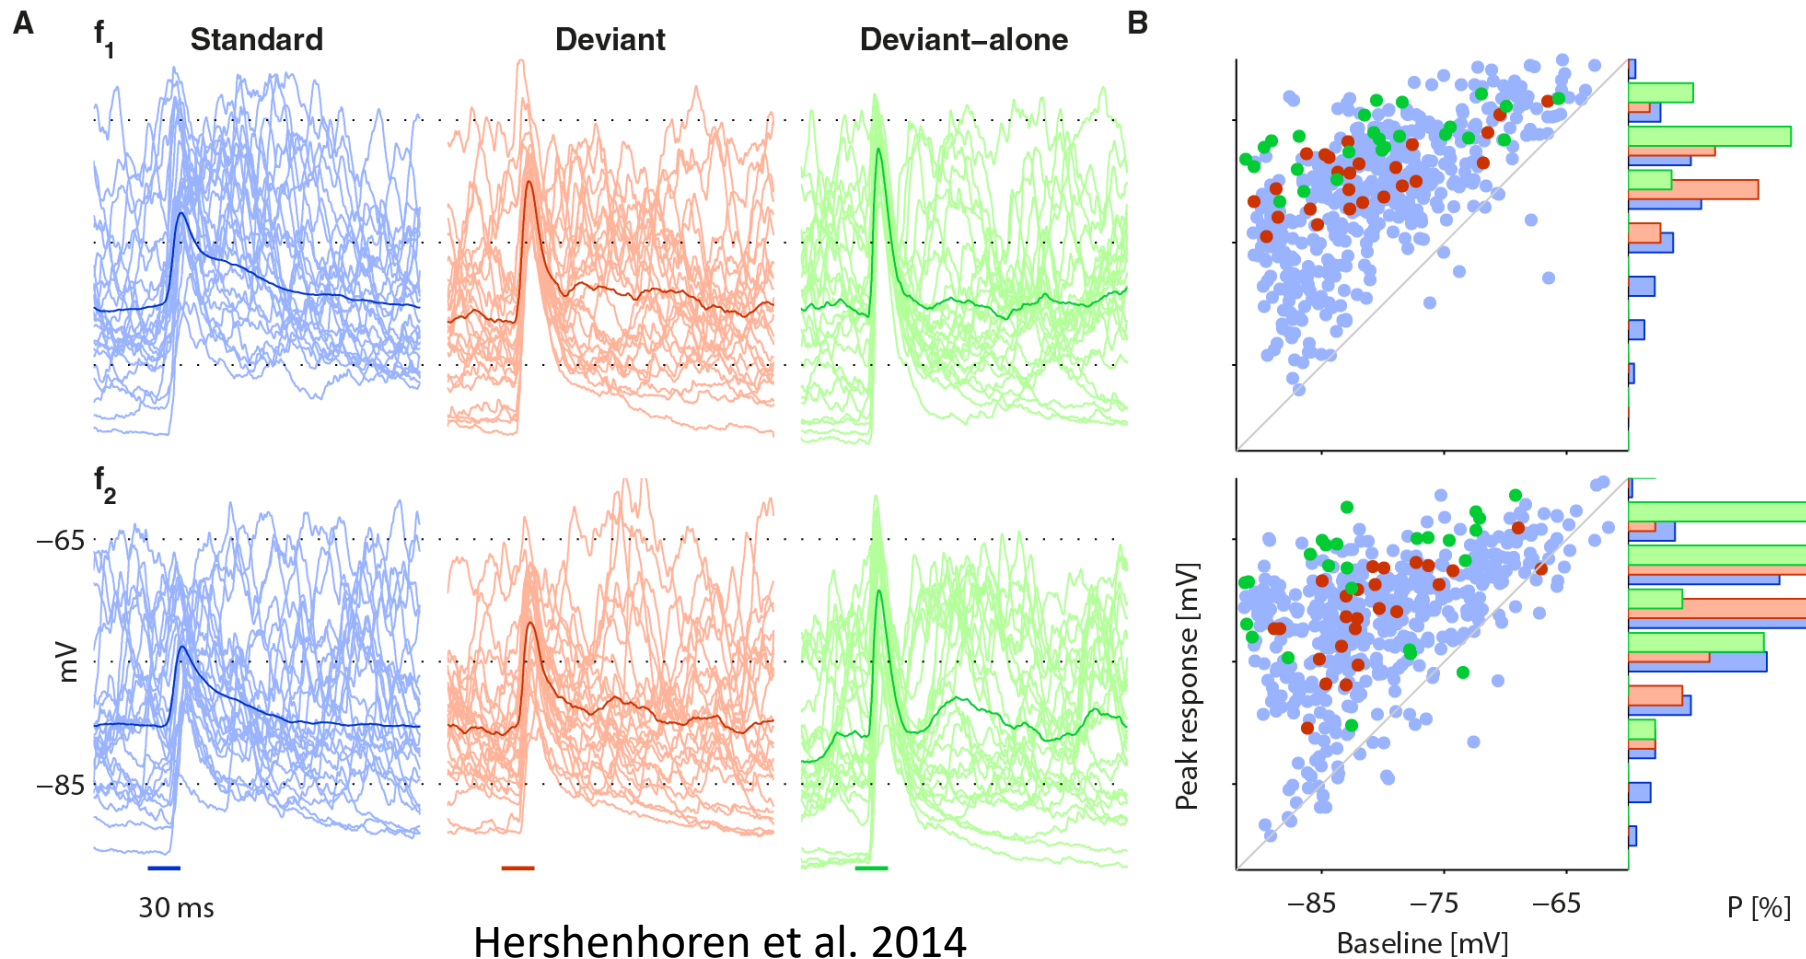 A
f1
Standard
Deviant
Deviant−alone
B
f2
−65
mV
−85
30 ms
Peak response [mV]
−85
−75
−65
P [%]
Baseline [mV]
Hershenhoren et al. 2014